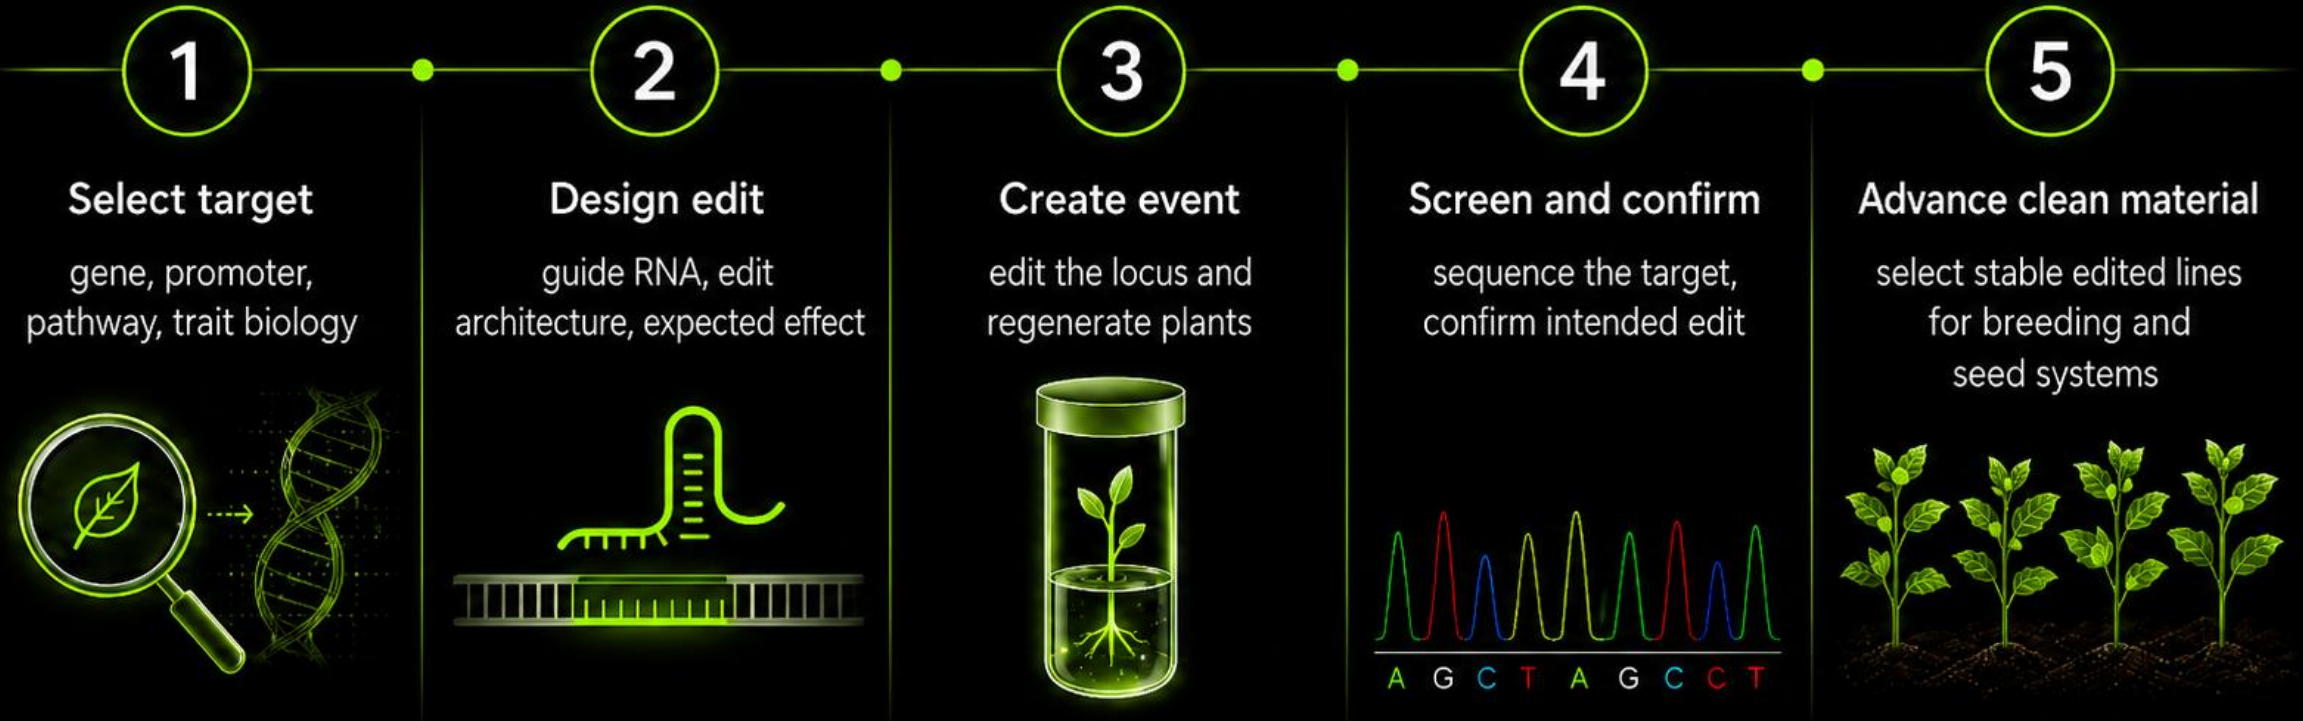 1
Select target
gene, promoter,
pathway, trait biology
2
Design edit
guide RNA, edit
architecture, expected effect
3
Create event
edit the locus and
regenerate plants
4
Screen and confirm
sequence the target,
confirm intended edit
A G C T A G C C T
5
Advance clean material
select stable edited lines
for breeding and
seed systems